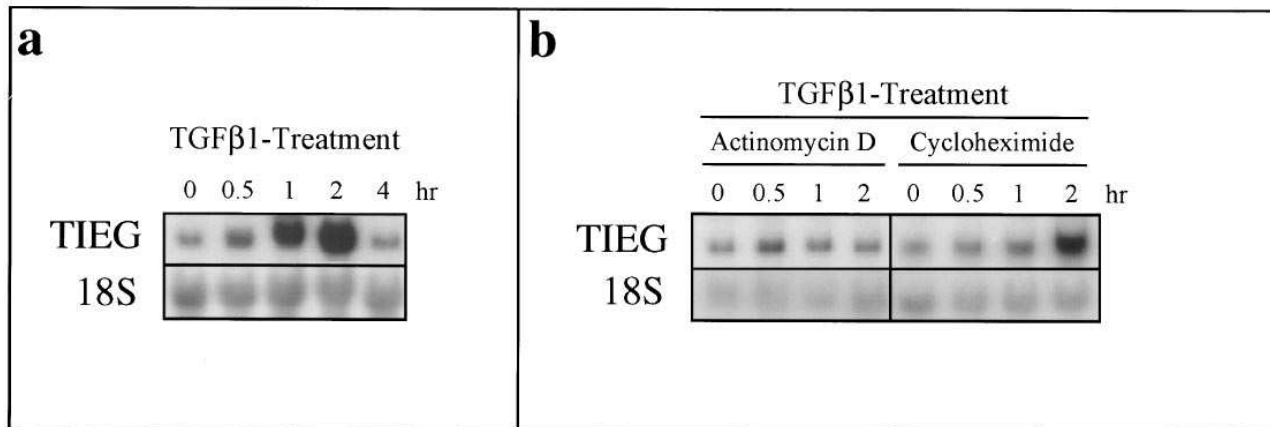 a
TGFβ1-Treatment
0 0.5 1 2 4 hr
TIEG
18S
b
TGFβ1-Treatment
Actinomycin D Cycloheximide
0 0.5 1 2 0 0.5 1 2 hr
TIEG
18S